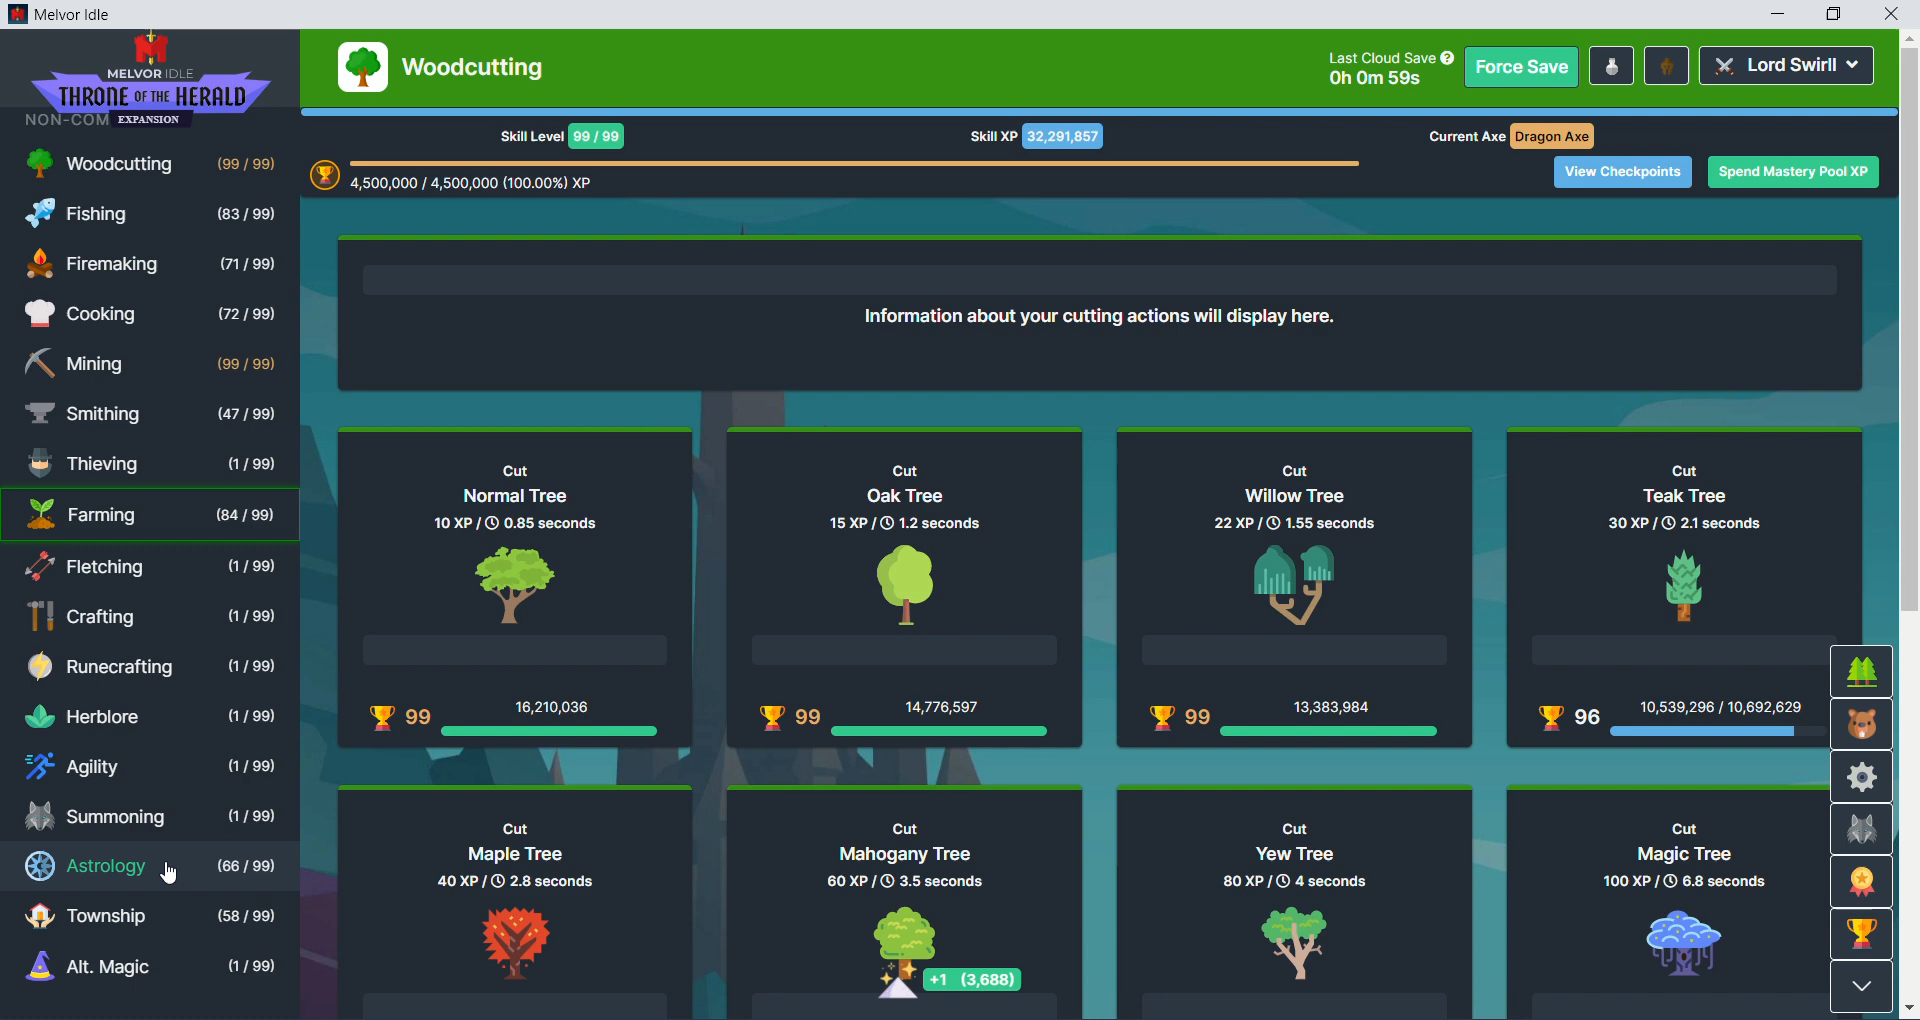 Melvor Idle
MELVOR IDLE
THRONE OF THE HERALD
EXPANSION
NON-COM
Woodcutting (99 / 99)
Fishing (83 / 99)
Firemaking (71 / 99)
Cooking (72 / 99)
Mining (99 / 99)
Smithing (47 / 99)
Thieving (1 / 99)
Farming (84 / 99)
Fletching (1 / 99)
Crafting (1 / 99)
Runecrafting (1 / 99)
Herblore (1 / 99)
Agility (1 / 99)
Summoning (1 / 99)
Astrology (66 / 99)
Township (58 / 99)
Alt. Magic (1 / 99)
Woodcutting
Last Cloud Save ?
0h 0m 59s
Force Save
Lord Swirll
Skill Level 99 / 99
Skill XP 32,291,857
Current Axe Dragon Axe
4,500,000 / 4,500,000 (100.00%) XP
View Checkpoints
Spend Mastery Pool XP
Information about your cutting actions will display here.
Cut
Normal Tree
10 XP / 0.85 seconds
99
16,210,036
Cut
Oak Tree
15 XP / 1.2 seconds
99
14,776,597
Cut
Willow Tree
22 XP / 1.55 seconds
99
13,383,984
Cut
Teak Tree
30 XP / 2.1 seconds
96
10,539,296 / 10,692,629
Cut
Maple Tree
40 XP / 2.8 seconds
Cut
Mahogany Tree
60 XP / 3.5 seconds
+1 (3,688)
Cut
Yew Tree
80 XP / 4 seconds
Cut
Magic Tree
100 XP / 6.8 seconds